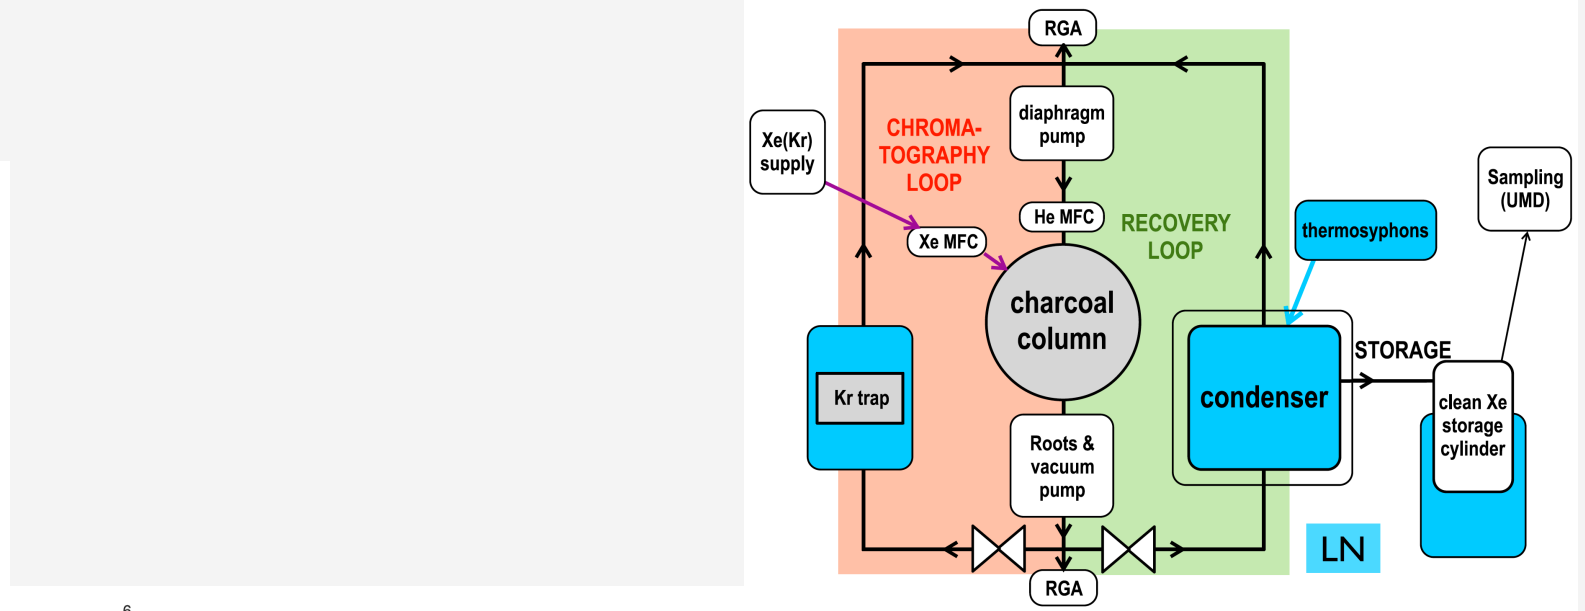 RGA
diaphragm
pump
Xe(Kr)
supply
CHROMA-
TOGRAPHY
LOOP
Sampling
(UMD)
He MFC
Xe MFC
RECOVERY
LOOP
thermosyphons
charcoal
column
STORAGE
Kr trap
condenser
clean Xe
storage
cylinder
Roots &
vacuum
pump
LN
RGA
6